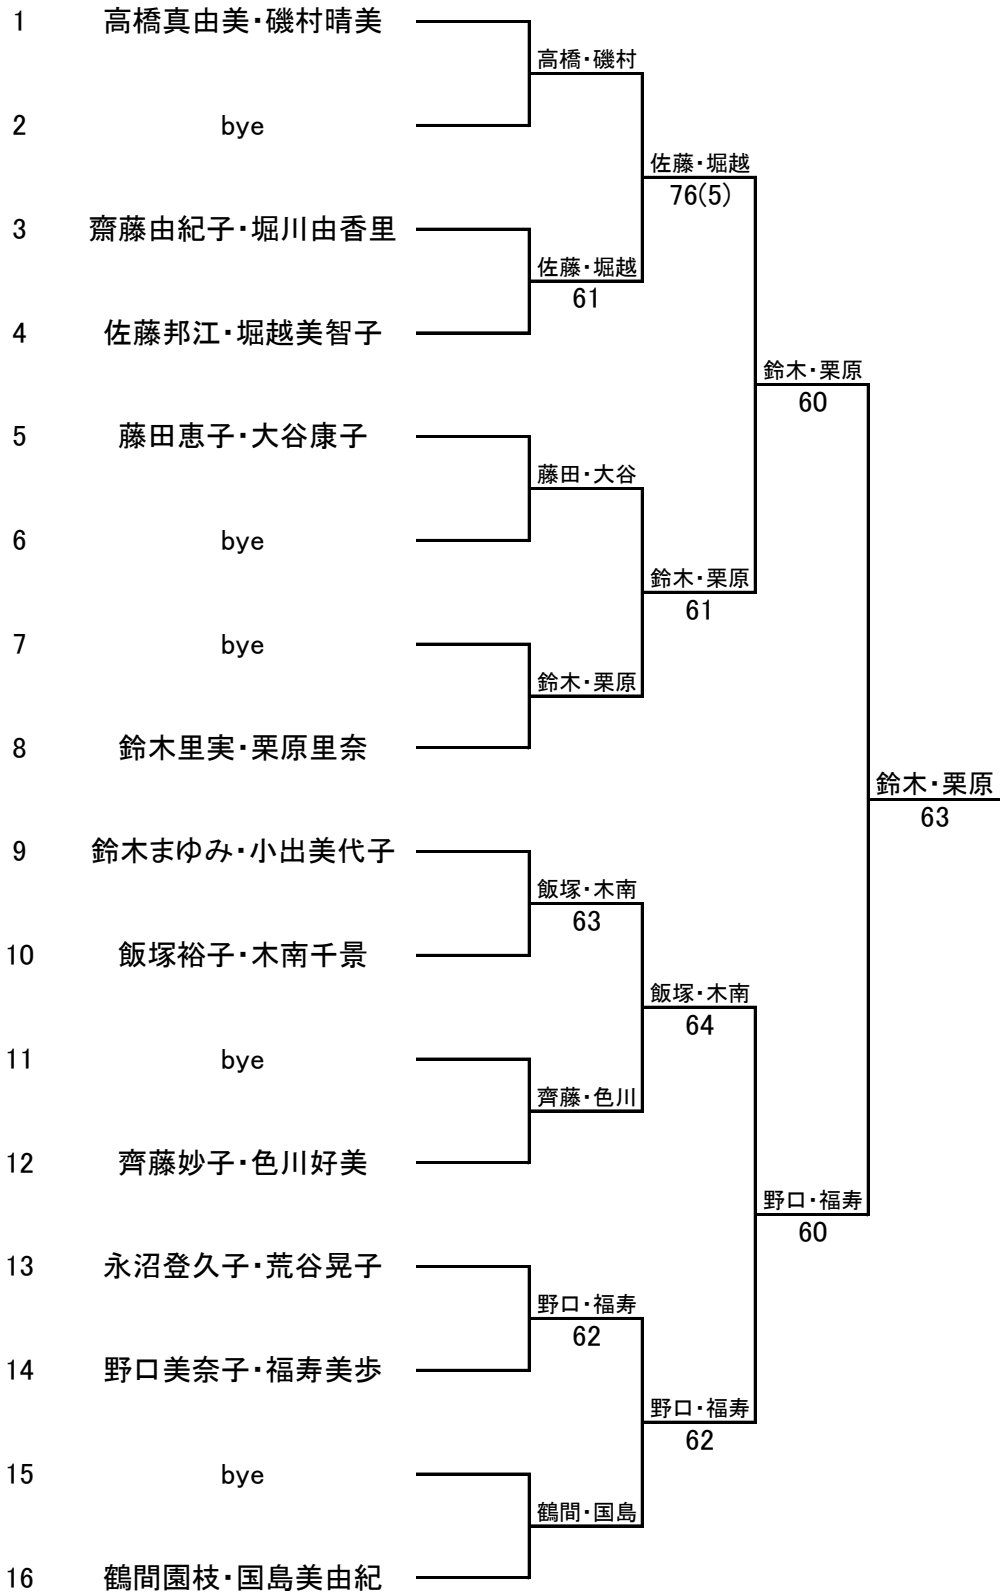 1 高橋真由美・磯村晴美
高橋・磯村
2 bye
佐藤・堀越
76(5)
3 齋藤由紀子・堀川由香里
佐藤・堀越
61
4 佐藤邦江・堀越美智子
鈴木・栗原
60
5 藤田恵子・大谷康子
藤田・大谷
6 bye
鈴木・栗原
61
7 bye
鈴木・栗原
8 鈴木里実・栗原里奈
鈴木・栗原
63
9 鈴木まゆみ・小出美代子
飯塚・木南
63
10 飯塚裕子・木南千景
飯塚・木南
64
11 bye
齊藤・色川
12 齊藤妙子・色川好美
野口・福寿
60
13 永沼登久子・荒谷晃子
野口・福寿
62
14 野口美奈子・福寿美歩
野口・福寿
62
15 bye
鶴間・国島
16 鶴間園枝・国島美由紀